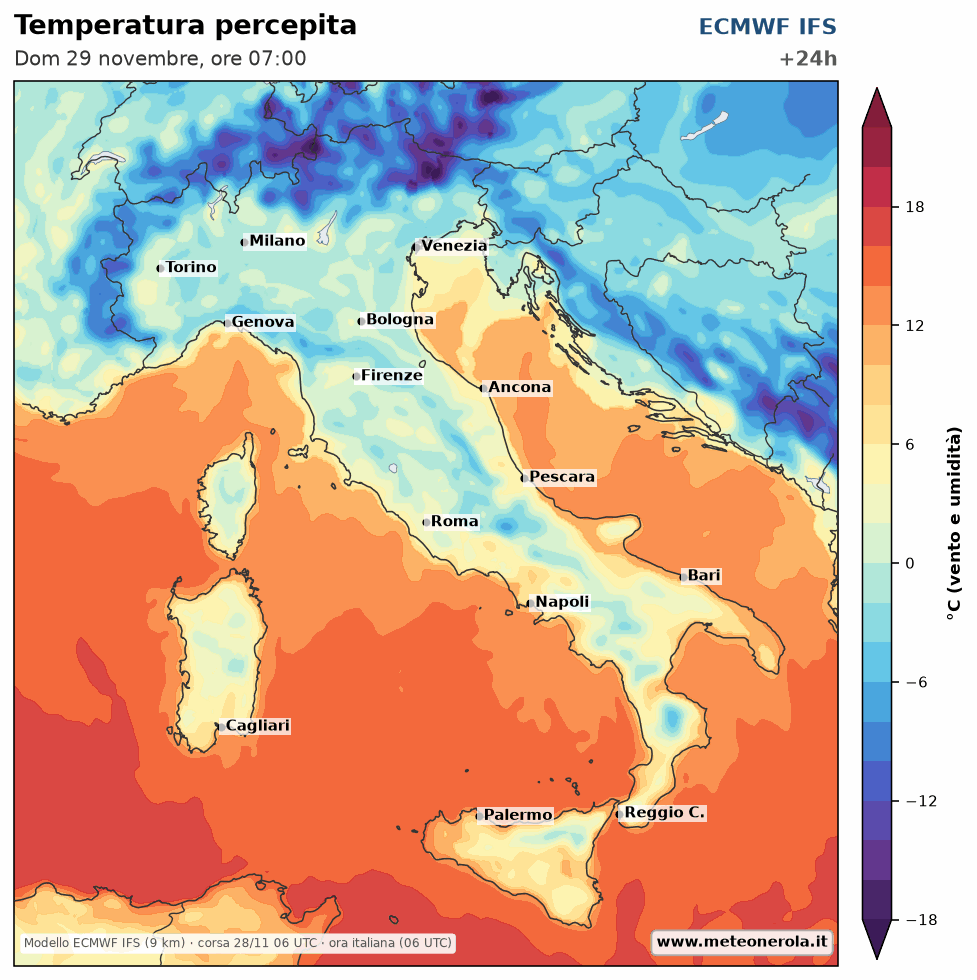 Temperatura percepita
ECMWF IFS
Dom 29 novembre, ore 07:00
+24h
Milano
Venezia
Torino
Genova
Bologna
Firenze
Ancona
Pescara
Roma
Bari
Napoli
Cagliari
Palermo
Reggio C.
18
12
6
0
−6
−12
−18
°C (vento e umidità)
Modello ECMWF IFS (9 km) · corsa 28/11 06 UTC · ora italiana (06 UTC)
www.meteonerola.it